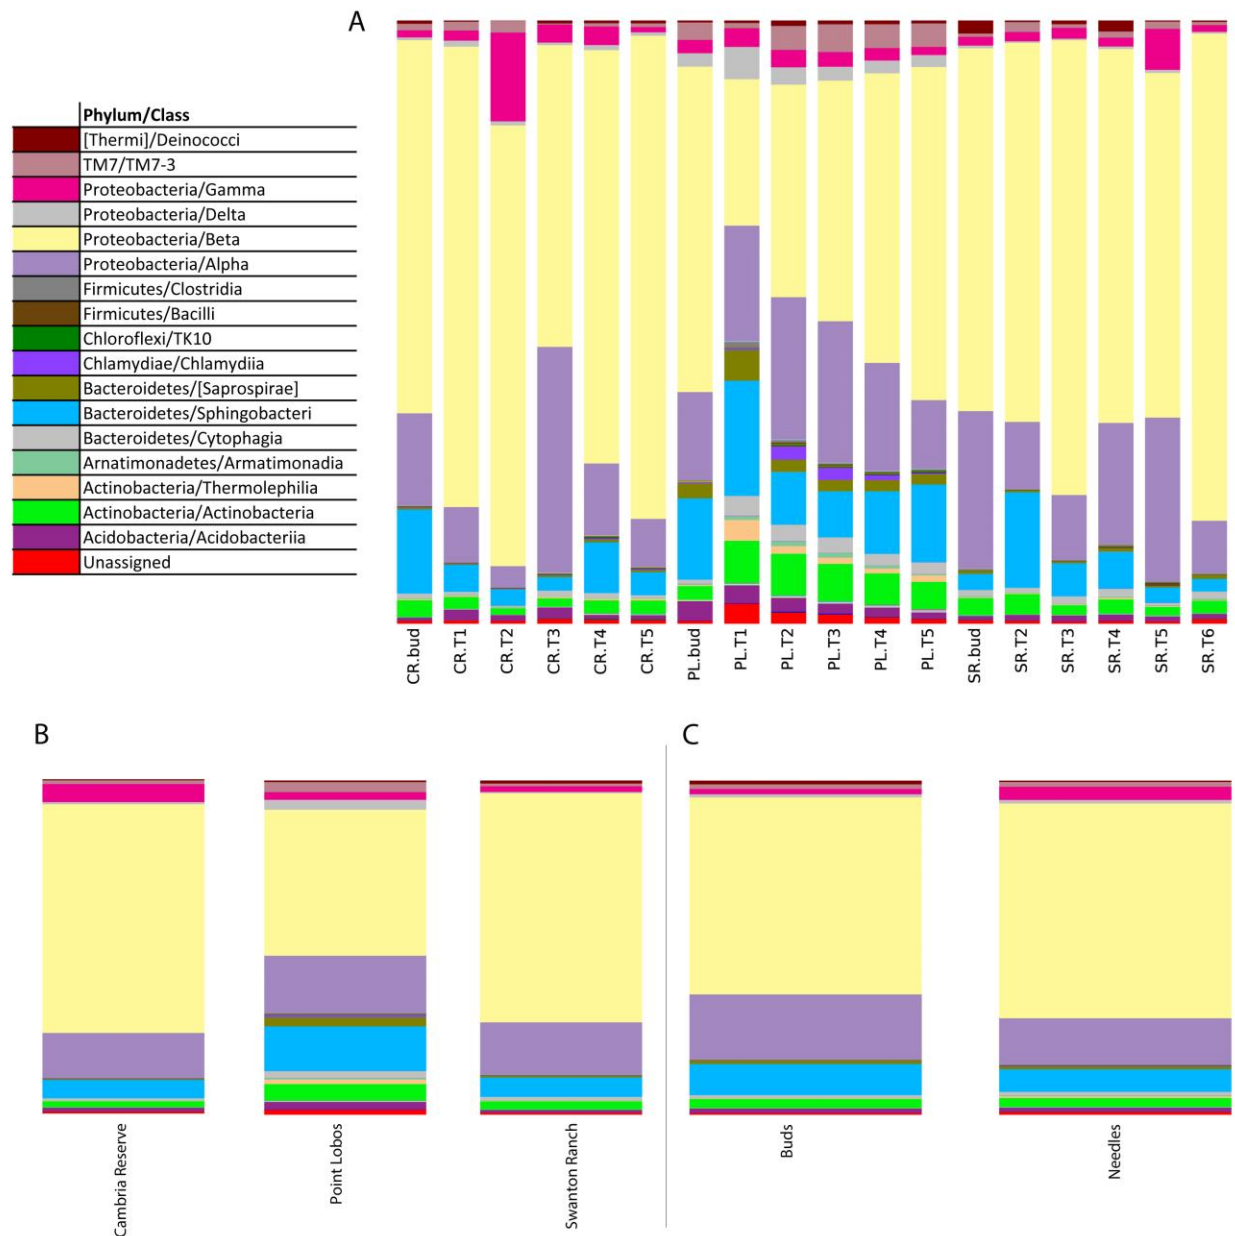 A
Phylum/Class
[Thermi]/Deinococci
TM7/TM7-3
Proteobacteria/Gamma
Proteobacteria/Delta
Proteobacteria/Beta
Proteobacteria/Alpha
Firmicutes/Clostridia
Firmicutes/Bacilli
Chloroflexi/TK10
Chlamydiae/Chlamydiia
Bacteroidetes/[Saprospirae]
Bacteroidetes/Sphingobacteri
Bacteroidetes/Cytophagia
Arnatimonadetes/Armatimonadia
Actinobacteria/Thermolephilia
Actinobacteria/Actinobacteria
Acidobacteria/Acidobacteriia
Unassigned
CR.bud
CR.T1
CR.T2
CR.T3
CR.T4
CR.T5
PL.bud
PL.T1
PL.T2
PL.T3
PL.T4
PL.T5
SR.bud
SR.T2
SR.T3
SR.T4
SR.T5
SR.T6
B
Cambria Reserve
Point Lobos
Swanton Ranch
C
Buds
Needles